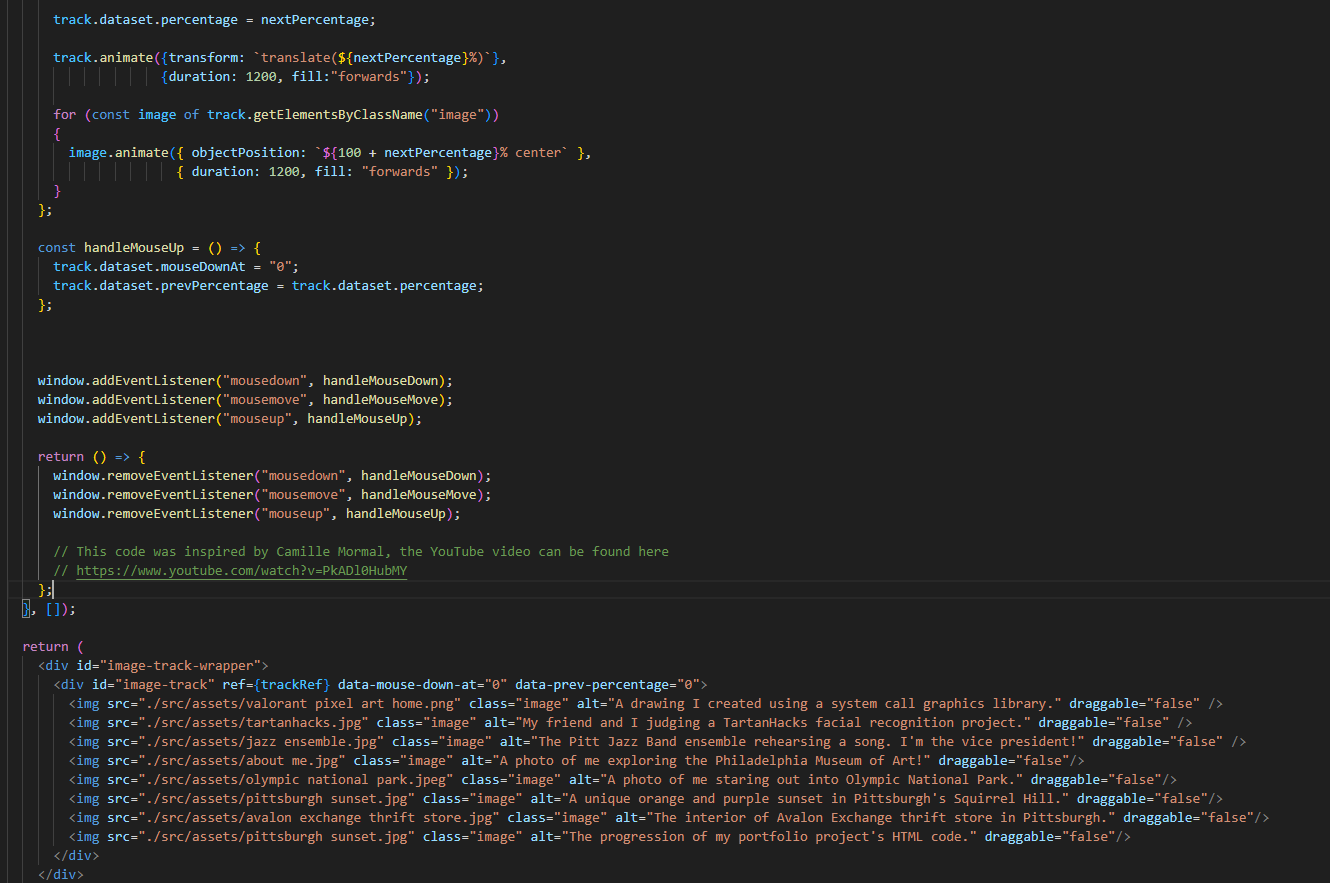 track.dataset.percentage = nextPercentage;
track.animate({transform: `translate(${nextPercentage}%)`},
{duration: 1200, fill:"forwards"});
for (const image of track.getElementsByClassName("image"))
{
image.animate({ objectPosition: `${100 + nextPercentage}% center` },
{ duration: 1200, fill: "forwards" });
}
};
const handleMouseUp = () => {
track.dataset.mouseDownAt = "0";
track.dataset.prevPercentage = track.dataset.percentage;
};
window.addEventListener("mousedown", handleMouseDown);
window.addEventListener("mousemove", handleMouseMove);
window.addEventListener("mouseup", handleMouseUp);
return () => {
window.removeEventListener("mousedown", handleMouseDown);
window.removeEventListener("mousemove", handleMouseMove);
window.removeEventListener("mouseup", handleMouseUp);
// This code was inspired by Camille Mormal, the YouTube video can be found here
// https://www.youtube.com/watch?v=PkADl0HubMY
};
}, []);
return (
<div id="image-track-wrapper">
<div id="image-track" ref={trackRef} data-mouse-down-at="0" data-prev-percentage="0">
<img src="./src/assets/valorant pixel art home.png" class="image" alt="A drawing I created using a system call graphics library." draggable="false" />
<img src="./src/assets/tartanhacks.jpg" class="image" alt="My friend and I judging a TartanHacks facial recognition project." draggable="false" />
<img src="./src/assets/jazz ensemble.jpg" class="image" alt="The Pitt Jazz Band ensemble rehearsing a song. I'm the vice president!" draggable="false" />
<img src="./src/assets/about me.jpg" class="image" alt="A photo of me exploring the Philadelphia Museum of Art!" draggable="false"/>
<img src="./src/assets/olympic national park.jpeg" class="image" alt="A photo of me staring out into Olympic National Park." draggable="false"/>
<img src="./src/assets/pittsburgh sunset.jpg" class="image" alt="A unique orange and purple sunset in Pittsburgh's Squirrel Hill." draggable="false"/>
<img src="./src/assets/avalon exchange thrift store.jpg" class="image" alt="The interior of Avalon Exchange thrift store in Pittsburgh." draggable="false"/>
<img src="./src/assets/pittsburgh sunset.jpg" class="image" alt="The progression of my portfolio project's HTML code." draggable="false"/>
</div>
</div>